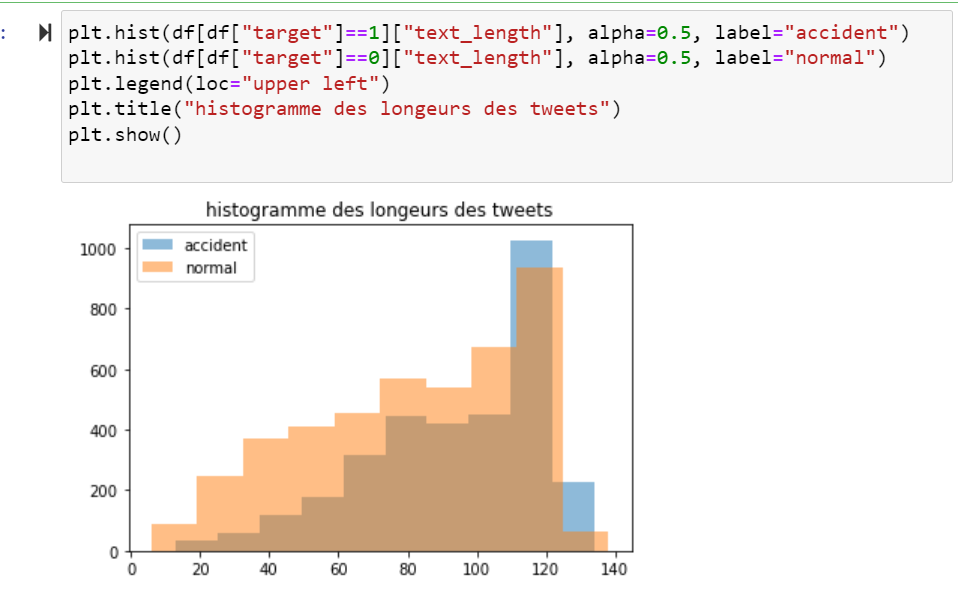 :
plt.hist(df[df["target"]==1]["text_length"], alpha=0.5, label="accident")
plt.hist(df[df["target"]==0]["text_length"], alpha=0.5, label="normal")
plt.legend(loc="upper left")
plt.title("histogramme des longeurs des tweets")
plt.show()
histogramme des longeurs des tweets
accident
normal
1000
800
600
400
200
0
0 20 40 60 80 100 120 140